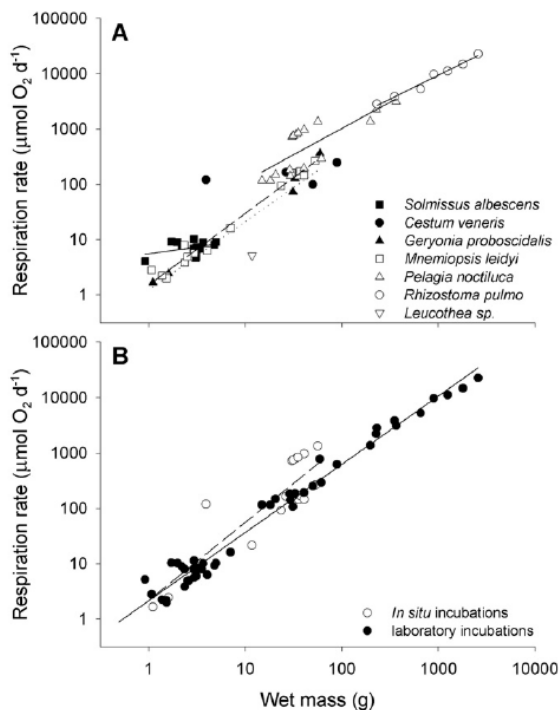 A
Respiration rate (μmol O₂ d⁻¹)
100000
10000
1000
100
10
1
Solmissus albescens
Cestum veneris
Geryonia proboscidalis
Mnemiopsis leidyi
Pelagia noctiluca
Rhizostoma pulmo
Leucothea sp.
B
Respiration rate (μmol O₂ d⁻¹)
100000
10000
1000
100
10
1
In situ incubations
laboratory incubations
1 10 100 1000 10000
Wet mass (g)